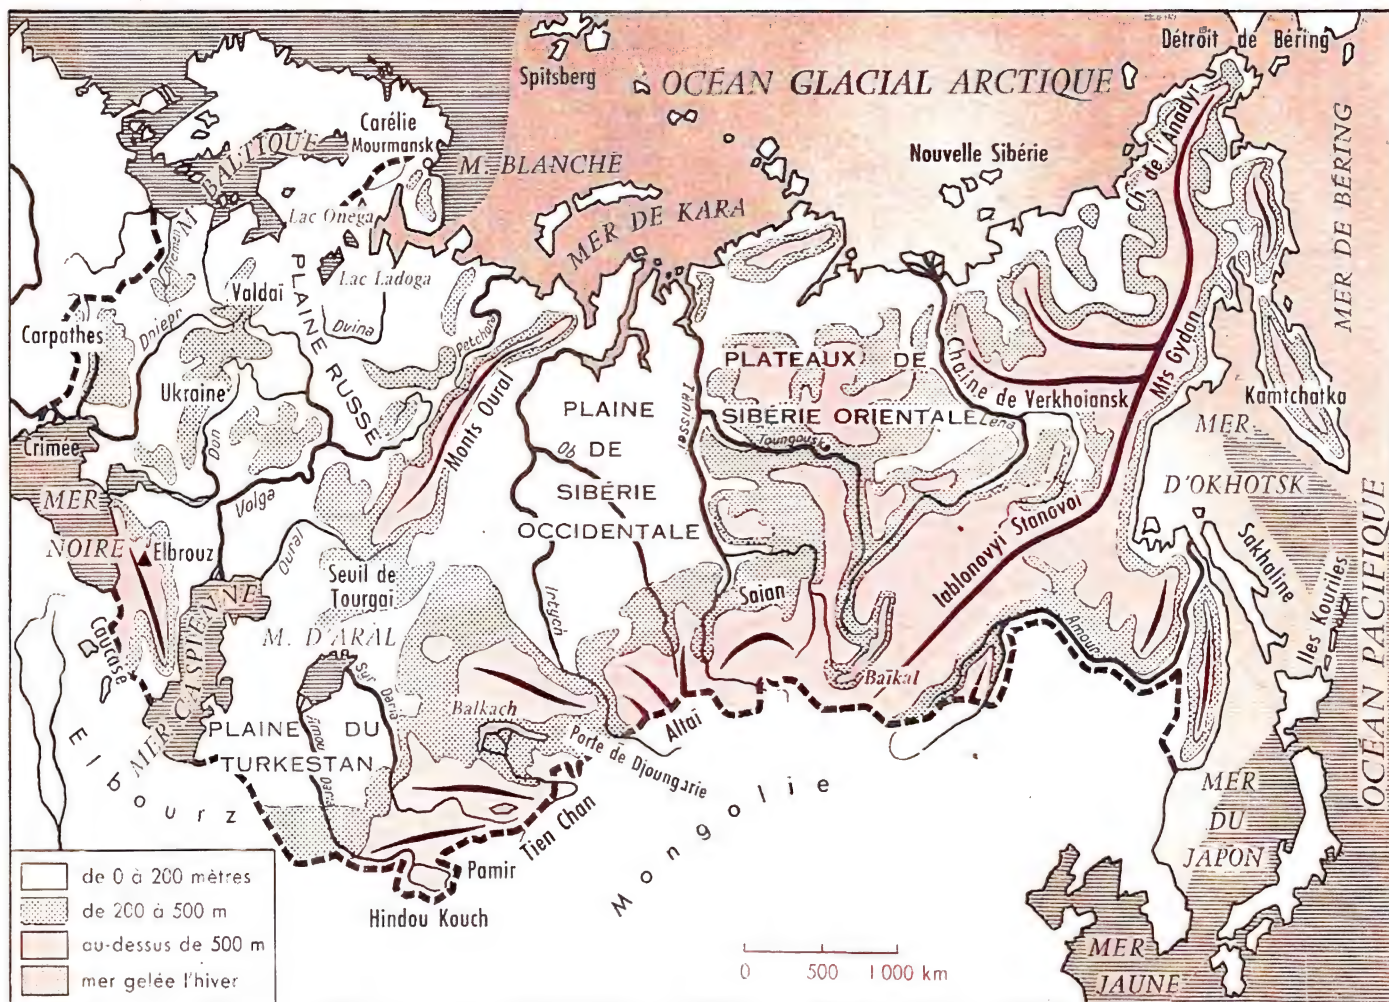 Détroit de Béring
Spitsberg
OCÉAN GLACIAL ARCTIQUE
Carélie
Mourmansk
M. BALTIQUE
M. BLANCHE
Nouvelle Sibérie
Ch. de l'Anadyr
MER DE BÉRING
Lac Onéga
MER DE KARA
Lac Ladoga
PLAINE RUSSE
Valdaï
Dvina
Petchora
Carpathes
Dniepr
Ukraine
Don
Monts Oural
PLAINE
DE
SIBÉRIE
OCCIDENTALE
Ob
Iénisséi
PLATEAUX DE
SIBÉRIE ORIENTALE
Toungouska
Léna
Chaîne de Verkhoiansk
Mts Gydan
Kamtchatka
MER
D'OKHOTSK
Crimée
MER
NOIRE
Elbrouz
Volga
Oural
Seuil de
Tourgaï
Irtych
Saian
Iablonovyi Stanovoï
Sakhaline
Iles Kouriles
OCÉAN PACIFIQUE
Caucase
MER CASPIENNE
M. D'ARAL
Syr Daria
Amou Daria
Balkach
Baïkal
Amour
Altaï
Porte de Djoungarie
PLAINE DU
TURKESTAN
Elbourz
Tien Chan
Pamir
Hindou Kouch
Mongolie
MER
DU
JAPON
MER
JAUNE
de 0 à 200 mètres
de 200 à 500 m
au-dessus de 500 m
mer gelée l'hiver
0 500 1 000 km